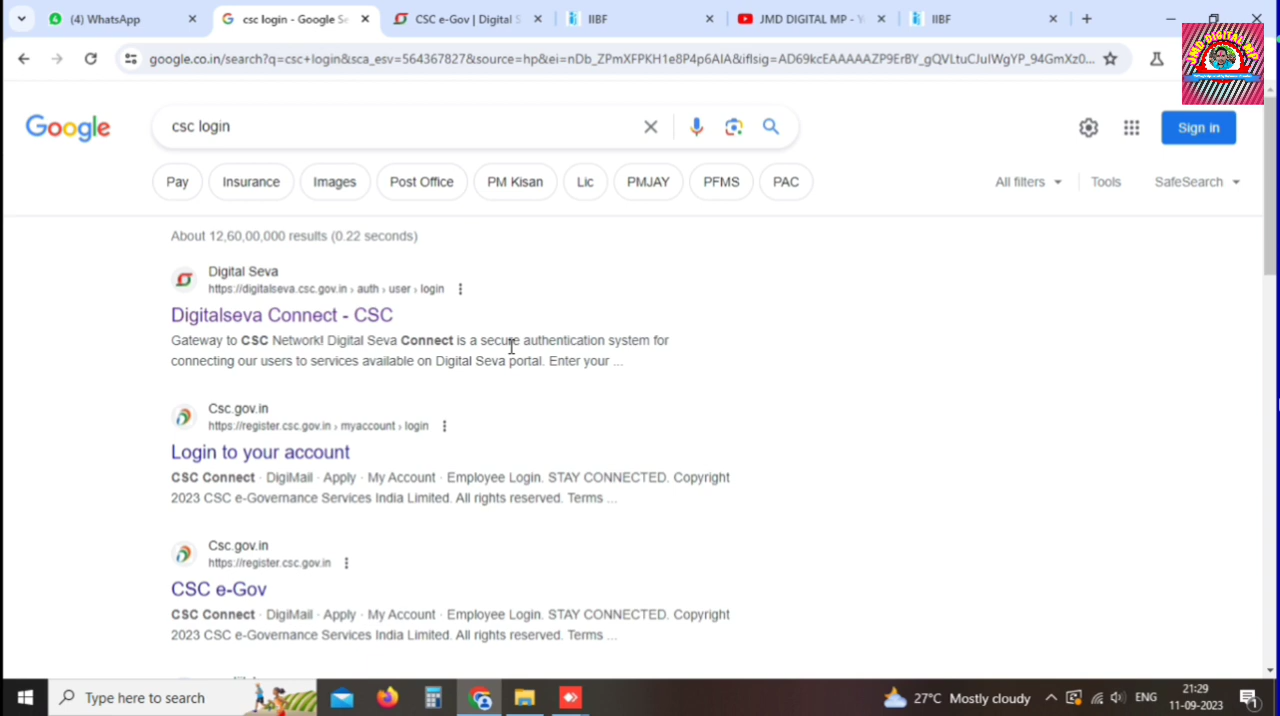 (4) WhatsApp
csc login - Google Se
CSC e-Gov | Digital S
IIBF
JMD DIGITAL MP - Y
IIBF
google.co.in/search?q=csc+login&sca_esv=564367827&source=hp&ei=nDb_ZPmXFPKH1e8P4p6AIA&iflsig=AD69kcEAAAAAZP9ErBY_gQVLtuCJulWgYP_94GmXz0...
JMD DIGITAL MP
Google
csc login
Sign in
Pay
Insurance
Images
Post Office
PM Kisan
Lic
PMJAY
PFMS
PAC
All filters
Tools
SafeSearch
About 12,60,00,000 results (0.22 seconds)
Digital Seva
https://digitalseva.csc.gov.in › auth › user › login
Digitalseva Connect - CSC
Gateway to CSC Network! Digital Seva Connect is a secure authentication system for
connecting our users to services available on Digital Seva portal. Enter your ...
Csc.gov.in
https://register.csc.gov.in › myaccount › login
Login to your account
CSC Connect · DigiMail · Apply · My Account · Employee Login. STAY CONNECTED. Copyright
2023 CSC e-Governance Services India Limited. All rights reserved. Terms ...
Csc.gov.in
https://register.csc.gov.in
CSC e-Gov
CSC Connect · DigiMail · Apply · My Account · Employee Login. STAY CONNECTED. Copyright
2023 CSC e-Governance Services India Limited. All rights reserved. Terms ...
Type here to search
27°C Mostly cloudy
ENG
21:29
11-09-2023
1